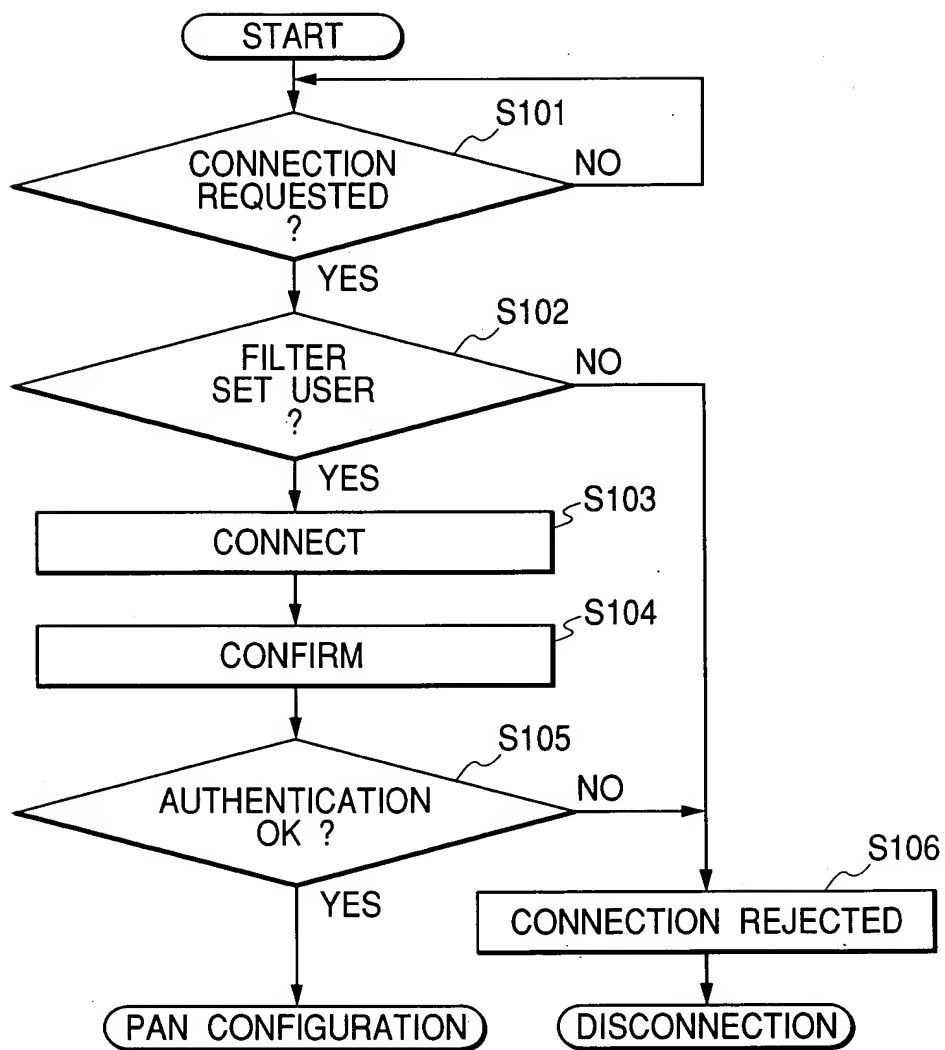 START
S101
CONNECTION
REQUESTED
?
NO
YES
S102
FILTER
SET USER
?
NO
YES
S103
CONNECT
S104
CONFIRM
S105
AUTHENTICATION
OK ?
NO
YES
S106
CONNECTION REJECTED
PAN CONFIGURATION
DISCONNECTION